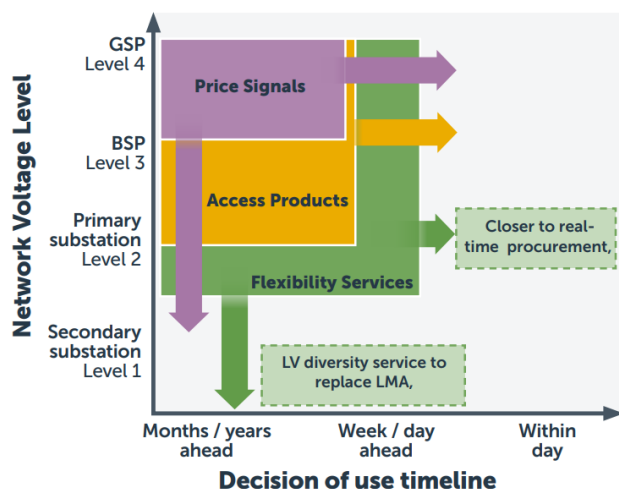 Network Voltage Level
GSP
Level 4
BSP
Level 3
Primary
substation
Level 2
Secondary
substation
Level 1
Price Signals
Access Products
Flexibility Services
Closer to real-
time procurement,
LV diversity service to
replace LMA,
Months / years
ahead
Week / day
ahead
Within
day
Decision of use timeline